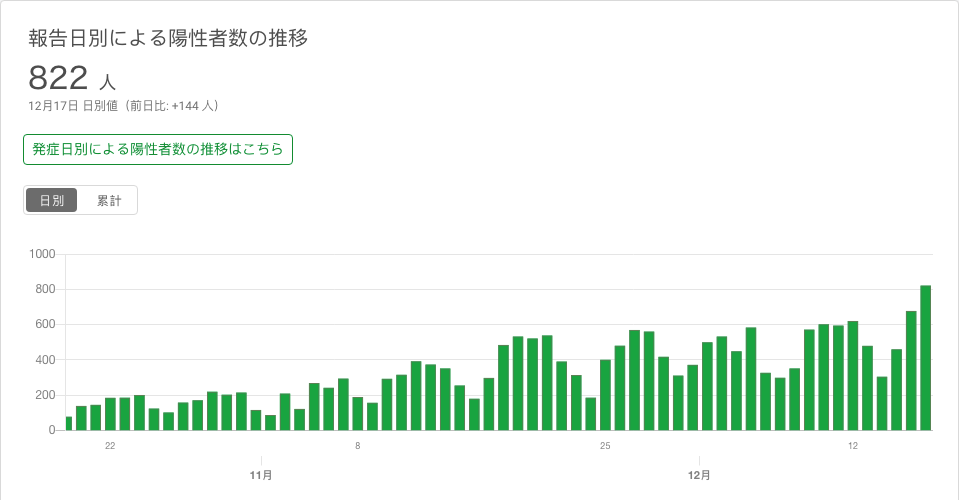 報告日別による陽性者数の推移
822 人
12月17日 日別値（前日比: +144 人）
発症日別による陽性者数の推移はこちら
日別 累計
1000
800
600
400
200
0
22 8 25 12
11月 12月